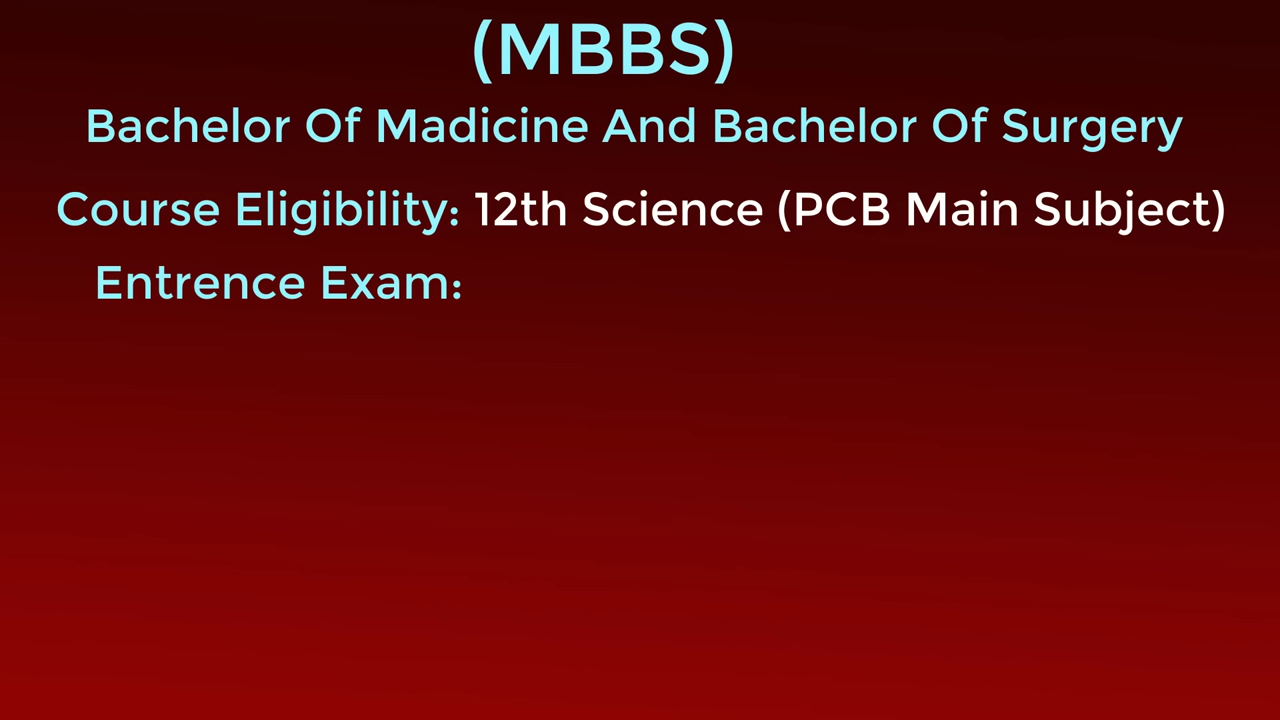 (MBBS)
Bachelor Of Madicine And Bachelor Of Surgery
Course Eligibility: 12th Science (PCB Main Subject)
Entrence Exam: